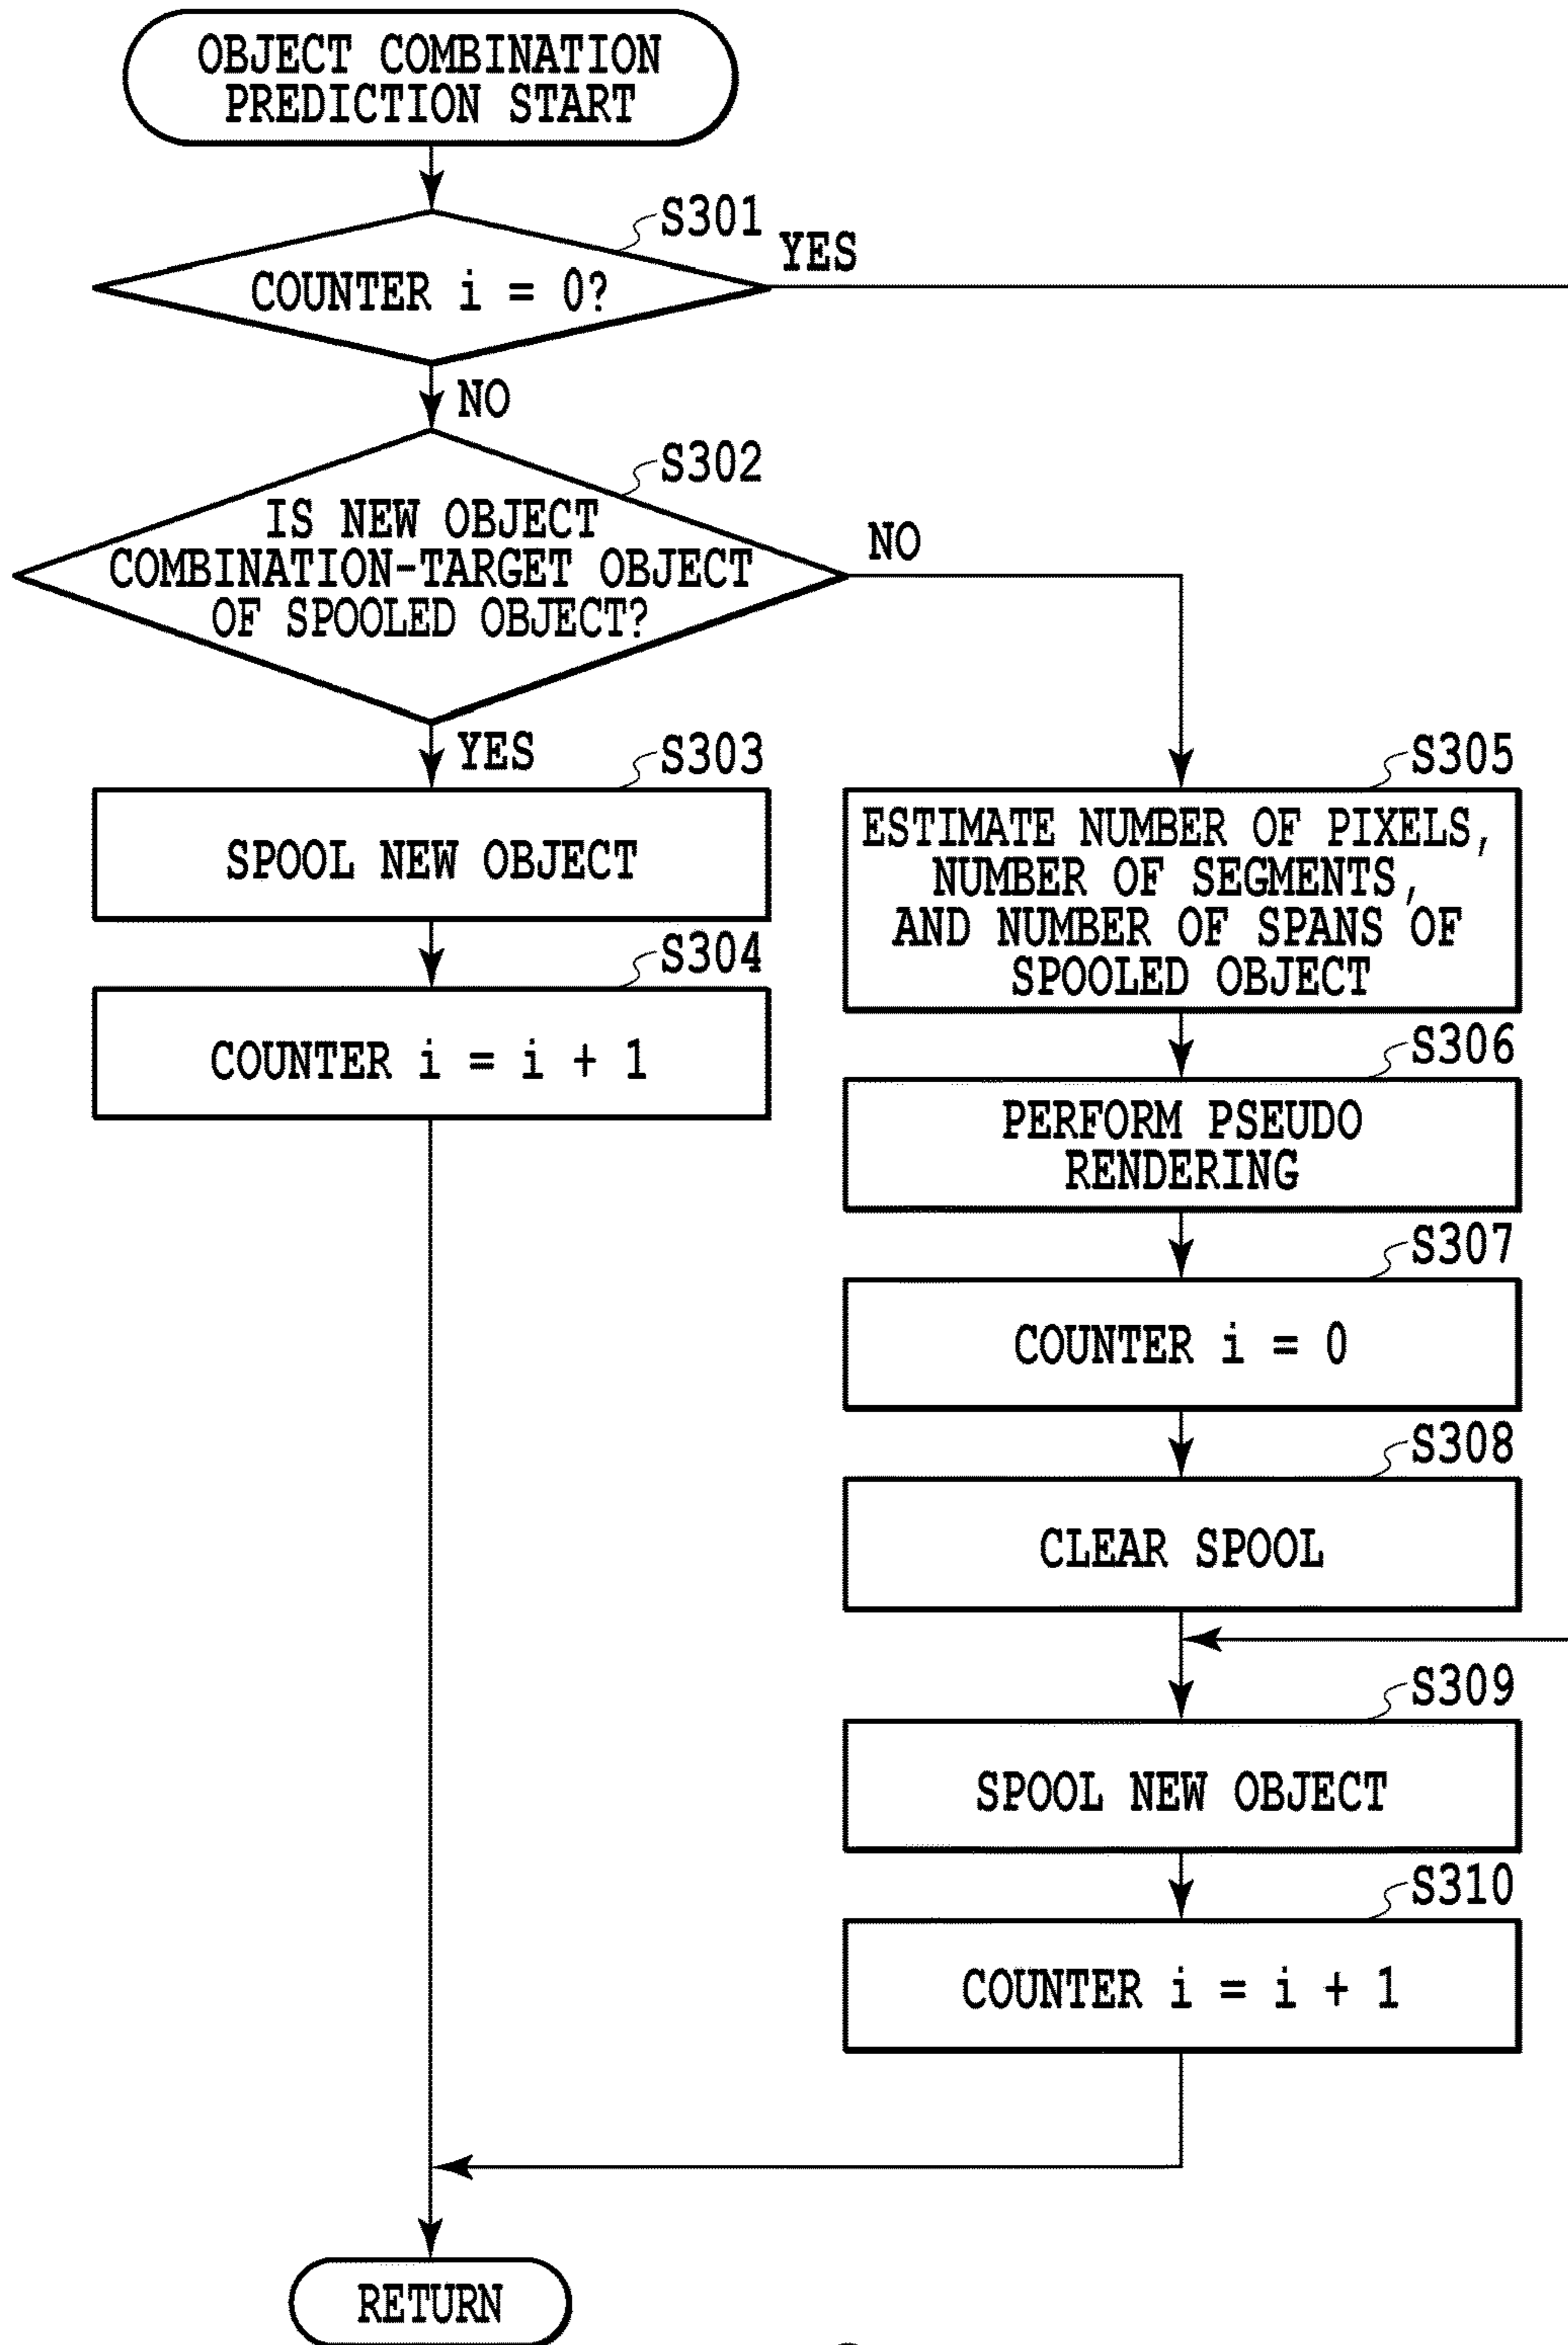 OBJECT COMBINATION
PREDICTION START
S301
YES
COUNTER i = 0?
NO
S302
IS NEW OBJECT
COMBINATION-TARGET OBJECT
OF SPOOLED OBJECT?
NO
YES
S303
SPOOL NEW OBJECT
S304
COUNTER i = i + 1
S305
ESTIMATE NUMBER OF PIXELS,
NUMBER OF SEGMENTS,
AND NUMBER OF SPANS OF
SPOOLED OBJECT
S306
PERFORM PSEUDO
RENDERING
S307
COUNTER i = 0
S308
CLEAR SPOOL
S309
SPOOL NEW OBJECT
S310
COUNTER i = i + 1
RETURN